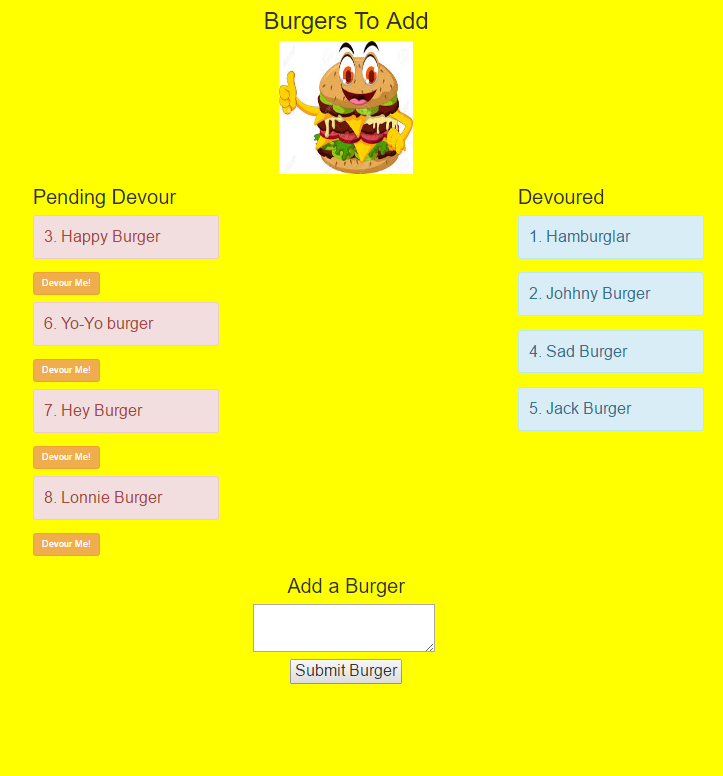 Burgers To Add
Pending Devour
3. Happy Burger
Devour Me!
6. Yo-Yo burger
Devour Me!
7. Hey Burger
Devour Me!
8. Lonnie Burger
Devour Me!
Devoured
1. Hamburglar
2. Johhny Burger
4. Sad Burger
5. Jack Burger
Add a Burger
Submit Burger